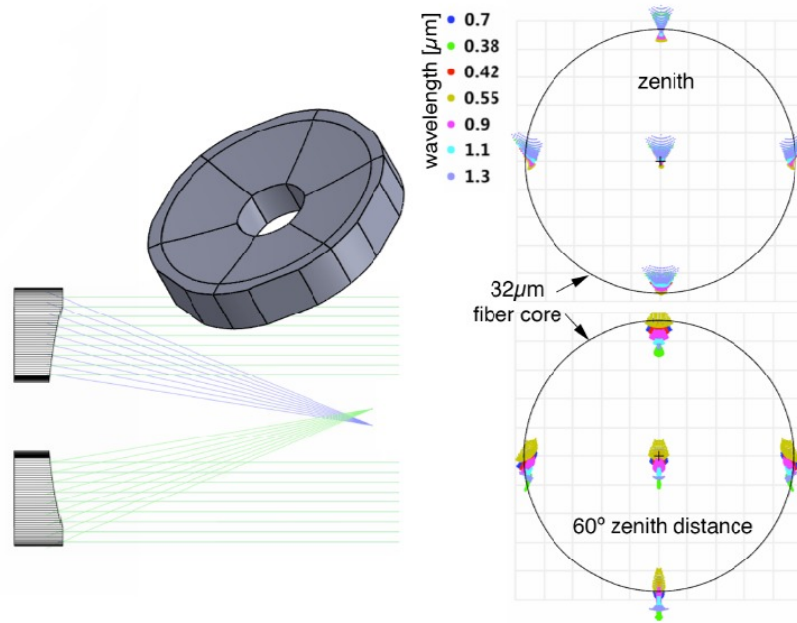 wavelength [μm]
0.7
0.38
0.42
0.55
0.9
1.1
1.3
zenith
32μm
fiber core
60º zenith distance